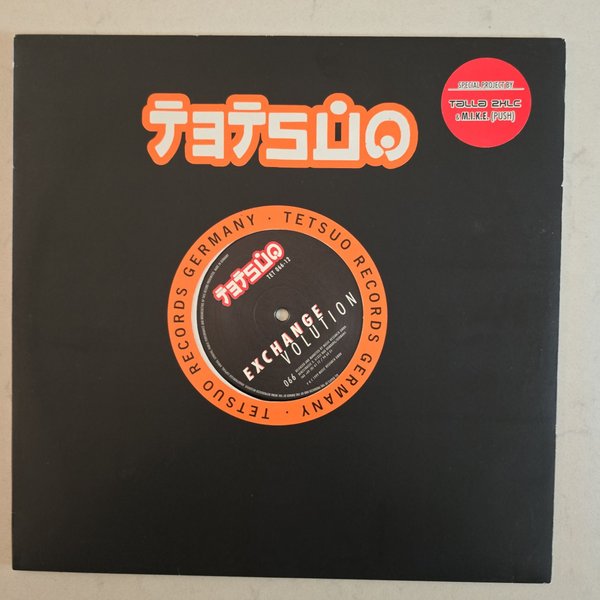 TETSUO
SPECIAL PROJECT BY
TALLA 2XLC
& M.I.K.E. (PUSH)
TETSUO RECORDS GERMANY · TETSUO RECORDS GERMANY ·
TETSUO
TET 066-12
EXCHANGE
VOLUTION
066